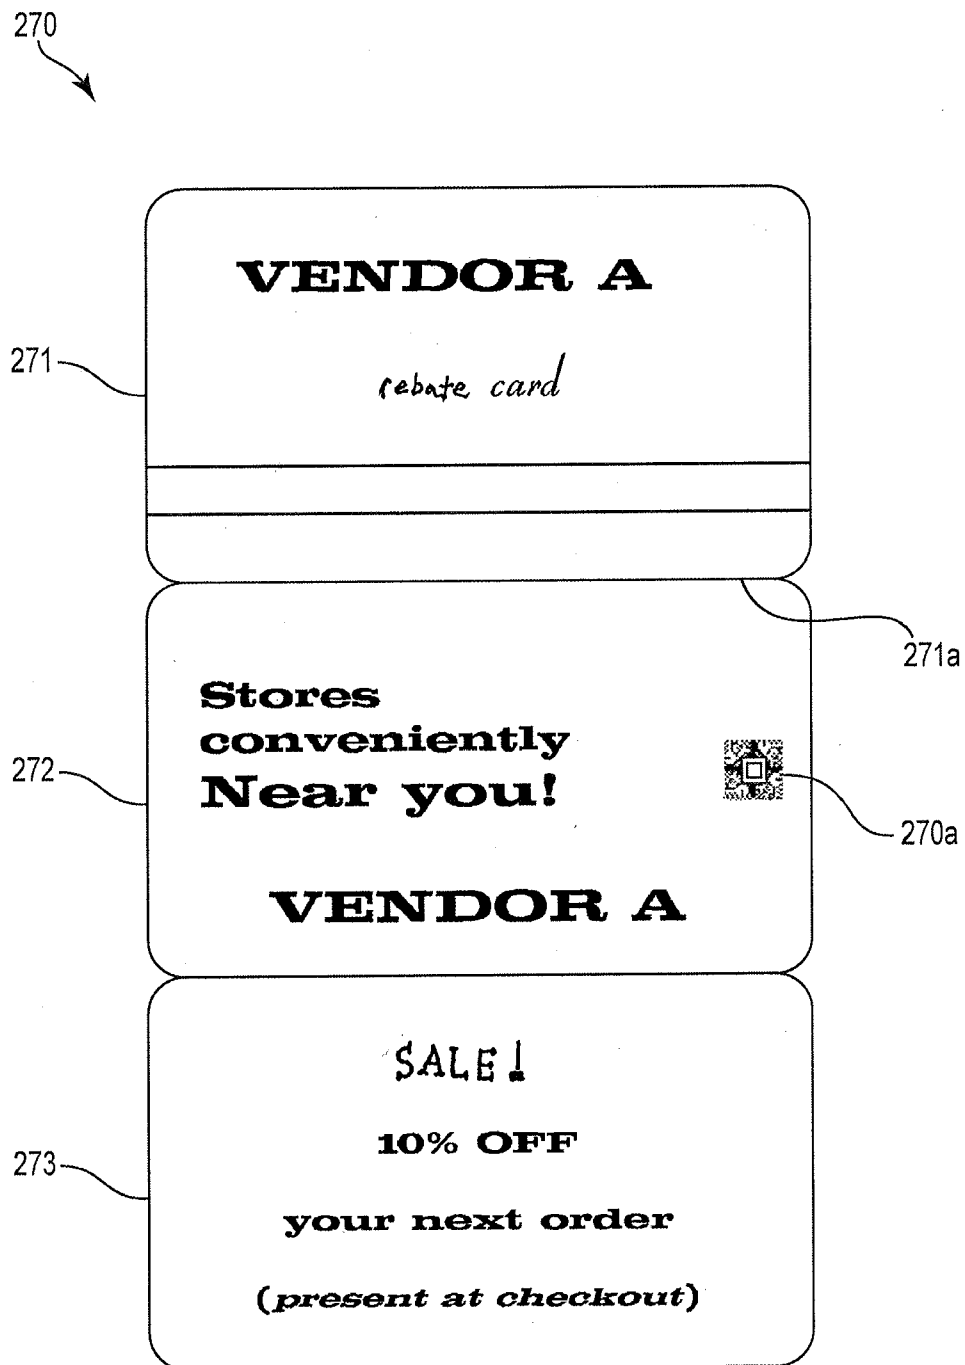 270
VENDOR A
271
rebate card
271a
Stores
conveniently
272
Near you!
270a
VENDOR A
SALE!
10% OFF
273
your next order
(present at checkout)